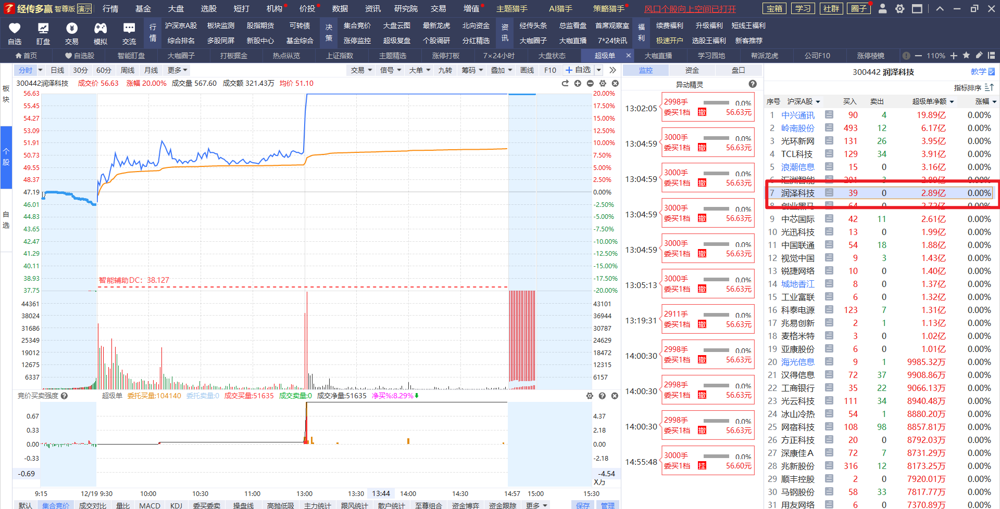 经传多赢 智尊版 演示 行情 基金 大盘 选股 短打 机构 价投 数据 资讯 研究院 交易 增值 主题猎手 AI猎手 策略猎手 风口个股向上空间已打开 宝箱 学习 社群 圈子
自选 盯盘 交易 模拟 交流 行情 沪深京A股 板块监测 股指期货 可转债 决策 集合竞价 大盘云图 最新龙虎 北向资金 资讯 经传头条 总监看盘 首席观察室 福利 续费福利 升级福利 短线王福利
综合排名 多股同屏 新股中心 基金综合 涨停监控 超级复盘 个股调研 分红精选 大咖圈子 大咖直播 7*24快讯 极速开户 选股王福利 新客推荐
首页 自选股 智能盯盘 大咖圈子 打板掘金 热点纵览 上证指数 主题精选 涨停打板 7×24小时 大盘状态 超级单 大咖直播 学习园地 帮派龙虎 公司F10 涨停棱镜 110%
板块
个股
自选
分时 日线 30分 60分 周线 月线 更多 交易 信号 大单 九转 筹码 叠加 画线 F10 自选
300442润泽科技 成交价 56.63 涨幅 20.00% 成交量 567.60 成交额 321.43万 均价 51.10
56.63 20.00%
55.45 17.50%
54.27 15.00%
53.09 12.50%
51.91 10.00%
50.73 7.50%
49.55 5.00%
48.37 2.50%
47.19 0.00%
46.01 -2.50%
44.83 -5.00%
43.65 -7.50%
42.47 -10.00%
41.29 -12.50%
40.11 -15.00%
38.93 -17.50%
智能辅助DC：38.127
37.75 -20.00%
44361 43101
38024 36944
31686 30787
25349 24629
19012 18472
12675 12315
6337 6157
竞价买卖强度 超级单 委托买量:104140 委托卖量:0 成交买量:51635 成交卖量:0 成交净量:51635 净买%:8.29%
0.67 4.37
0.33 2.18
0.00 0.00
-0.33 -2.18
-0.69 -4.54
X万
9:15 12/19 9:30 10:00 10:30 11:00 13:00 13:30 13:44 14:00 14:30 14:57 15:00 15:30
默认 集合竞价 成交对比 量比 MACD KDJ 委买委卖 操盘线 高抛低吸 主力统计 跟风统计 散户统计 至尊组合 资金博弈 资金跟踪 更多 保存 管理
监控 资金 盘口
异动精灵
13:02:05 2998手 0.0%
委买1档 撤 56.63元
13:04:59 3000手 0.0%
委买1档 撤 56.63元
13:04:59 3000手 0.0%
委买1档 撤 56.63元
13:04:59 3000手 0.0%
委买1档 撤 56.63元
13:04:59 3000手 0.0%
委买1档 撤 56.63元
13:05:13 3000手 0.0%
委买1档 撤 56.63元
13:19:31 2911手 0.0%
委买1档 撤 56.63元
14:00:30 2998手 0.0%
委买1档 撤 56.63元
14:00:30 2998手 0.0%
委买1档 撤 56.63元
14:00:30 2998手 0.0%
委买1档 撤 56.63元
14:55:48 3000手 0.0%
委买1档 挂 56.60元
300442 润泽科技 教学
指标排序
序号 沪深A股 买入 卖出 超级单净额 涨幅
1 中兴通讯 90 4 19.89亿 0.00%
2 岭南股份 493 12 6.17亿 0.00%
3 光环新网 131 26 3.95亿 0.00%
4 TCL科技 129 34 3.91亿 0.00%
5 浪潮信息 15 0 3.16亿 0.00%
6 汇洲智能 201 3 2.89亿 0.00%
7 润泽科技 39 0 2.89亿 0.00%
8 创业黑马 64 0 2.72亿 0.00%
9 中芯国际 42 11 2.61亿 0.00%
10 光迅科技 13 0 1.99亿 0.00%
11 中国联通 54 18 1.88亿 0.00%
12 视觉中国 9 3 1.43亿 0.00%
13 锐捷网络 10 0 1.40亿 0.00%
14 城地香江 8 0 1.37亿 0.00%
15 工业富联 6 0 1.32亿 0.00%
16 科泰电源 123 7 1.31亿 0.00%
17 兆易创新 2 1 1.13亿 0.00%
18 麦格米特 3 0 1.02亿 0.00%
19 亚康股份 6 0 1.01亿 0.00%
20 海光信息 9 1 9985.32万 0.00%
21 汉得信息 72 37 9908.86万 0.00%
22 工商银行 35 22 9066.13万 0.00%
23 光云科技 111 34 8940.48万 0.00%
24 冰山冷热 54 1 8880.20万 0.00%
25 网宿科技 108 98 8857.81万 0.00%
26 方正科技 20 0 8792.03万 0.00%
27 深康佳A 72 7 8731.29万 0.00%
28 兆新股份 316 12 8173.25万 0.00%
29 顺丰控股 2 0 7920.01万 0.00%
30 马钢股份 58 33 7817.77万 0.00%
31 用友网络 6 0 7370.89万 0.00%